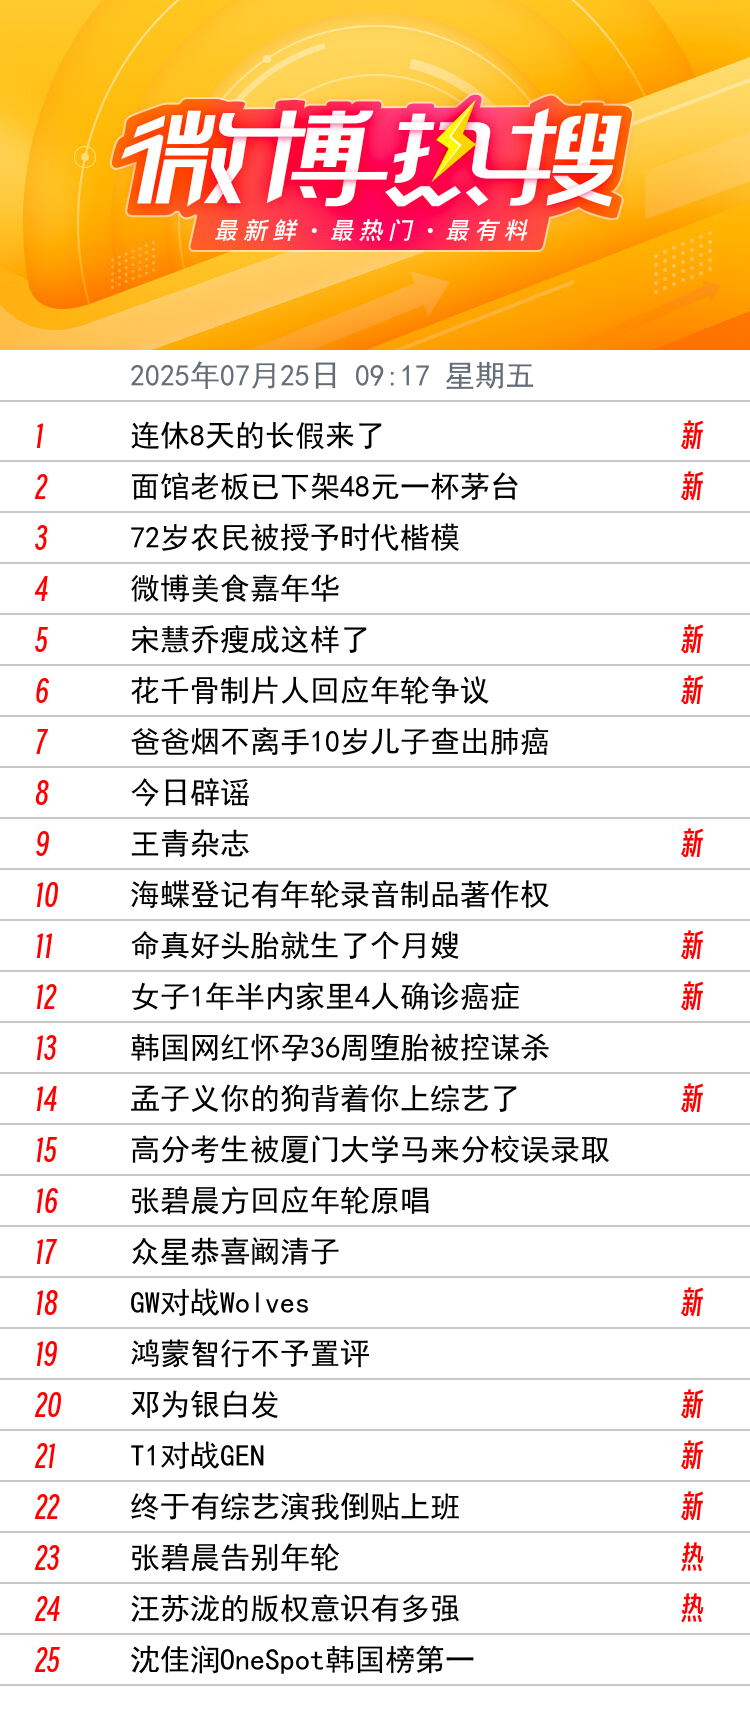 微博热搜
最新鲜·最热门·最有料
2025年07月25日 09:17 星期五
1 连休8天的长假来了 新
2 面馆老板已下架48元一杯茅台 新
3 72岁农民被授予时代楷模
4 微博美食嘉年华
5 宋慧乔瘦成这样了 新
6 花千骨制片人回应年轮争议 新
7 爸爸烟不离手10岁儿子查出肺癌
8 今日辟谣
9 王青杂志 新
10 海蝶登记有年轮录音制品著作权
11 命真好头胎就生了个月嫂 新
12 女子1年半内家里4人确诊癌症 新
13 韩国网红怀孕36周堕胎被控谋杀
14 孟子义你的狗背着你上综艺了 新
15 高分考生被厦门大学马来分校误录取
16 张碧晨方回应年轮原唱
17 众星恭喜阚清子
18 GW对战Wolves 新
19 鸿蒙智行不予置评
20 邓为银白发 新
21 T1对战GEN 新
22 终于有综艺演我倒贴上班 新
23 张碧晨告别年轮 热
24 汪苏泷的版权意识有多强 热
25 沈佳润OneSpot韩国榜第一